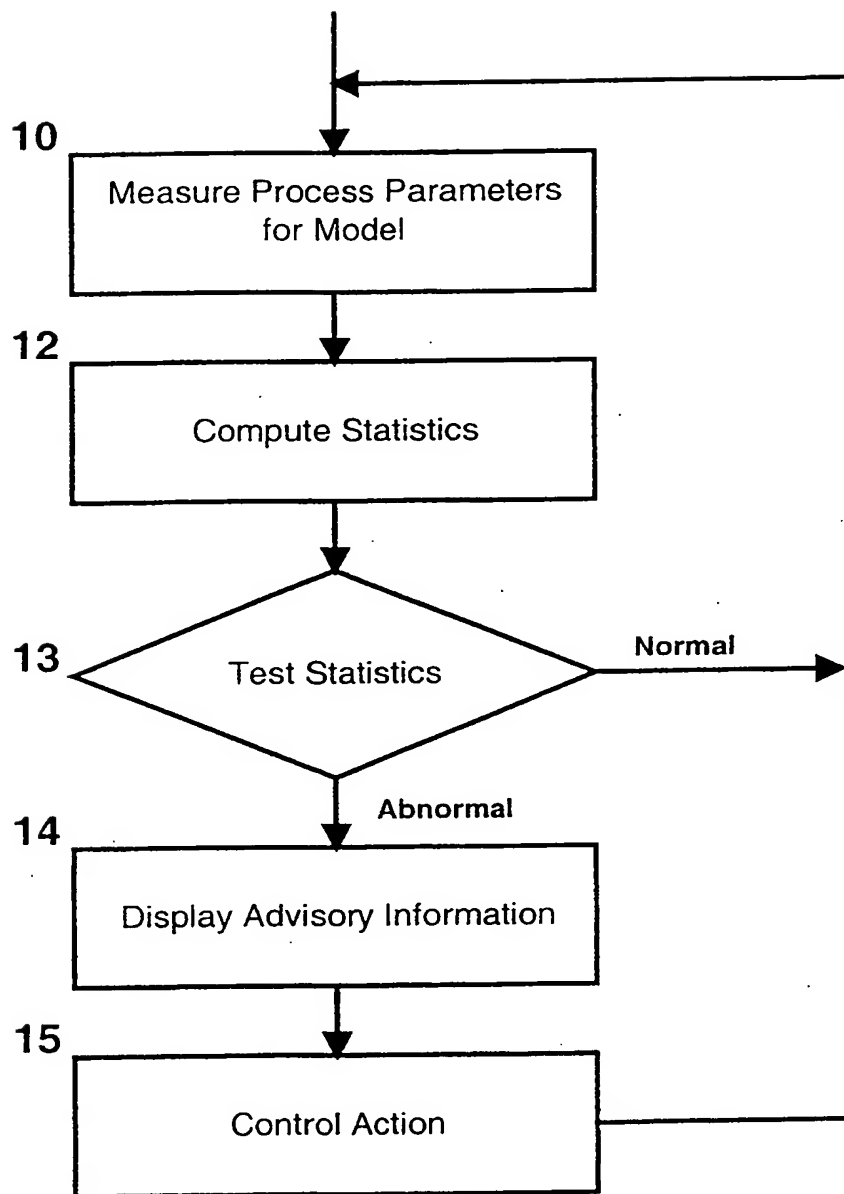 10
Measure Process Parameters
for Model
12
Compute Statistics
13
Test Statistics
Normal
Abnormal
14
Display Advisory Information
15
Control Action